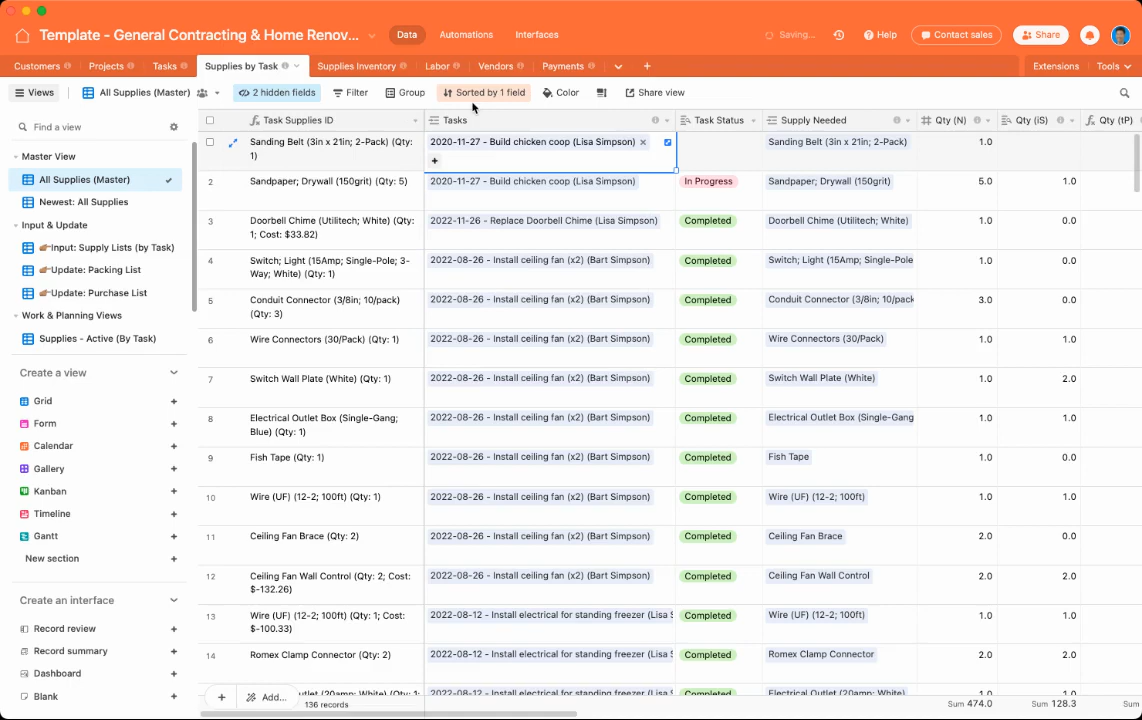 Template - General Contracting & Home Renov...
Data
Automations
Interfaces
Saving...
Help
Contact sales
Share
Customers
Projects
Tasks
Supplies by Task
Supplies Inventory
Labor
Vendors
Payments
Extensions
Tools
Views
All Supplies (Master)
2 hidden fields
Filter
Group
Sorted by 1 field
Color
Share view
Find a view
Master View
All Supplies (Master)
Newest: All Supplies
Input & Update
Input: Supply Lists (by Task)
Update: Packing List
Update: Purchase List
Work & Planning Views
Supplies - Active (By Task)
Create a view
Grid
Form
Calendar
Gallery
Kanban
Timeline
Gantt
New section
Create an interface
Record review
Record summary
Dashboard
Blank
Task Supplies ID Tasks Task Status Supply Needed Qty (N) Qty (iS) Qty (tP)
Sanding Belt (3in x 21in; 2-Pack) (Qty: 1) 2020-11-27 - Build chicken coop (Lisa Simpson) Sanding Belt (3in x 21in; 2-Pack) 1.0
2 Sandpaper; Drywall (150grit) (Qty: 5) 2020-11-27 - Build chicken coop (Lisa Simpson) In Progress Sandpaper; Drywall (150grit) 5.0 1.0
3 Doorbell Chime (Utilitech; White) (Qty: 1; Cost: $33.82) 2022-11-26 - Replace Doorbell Chime (Lisa Simpson) Completed Doorbell Chime (Utilitech; White) 1.0 0.0
4 Switch; Light (15Amp; Single-Pole; 3-Way; White) (Qty: 1) 2022-08-26 - Install ceiling fan (x2) (Bart Simpson) Completed Switch; Light (15Amp; Single-Pole 1.0 0.0
5 Conduit Connector (3/8in; 10/pack) (Qty: 3) 2022-08-26 - Install ceiling fan (x2) (Bart Simpson) Completed Conduit Connector (3/8in; 10/pack 3.0 0.0
6 Wire Connectors (30/Pack) (Qty: 1) 2022-08-26 - Install ceiling fan (x2) (Bart Simpson) Completed Wire Connectors (30/Pack) 1.0 1.0
7 Switch Wall Plate (White) (Qty: 1) 2022-08-26 - Install ceiling fan (x2) (Bart Simpson) Completed Switch Wall Plate (White) 1.0 2.0
8 Electrical Outlet Box (Single-Gang; Blue) (Qty: 1) 2022-08-26 - Install ceiling fan (x2) (Bart Simpson) Completed Electrical Outlet Box (Single-Gang 1.0 1.0
9 Fish Tape (Qty: 1) 2022-08-26 - Install ceiling fan (x2) (Bart Simpson) Completed Fish Tape 1.0 0.0
10 Wire (UF) (12-2; 100ft) (Qty: 1) 2022-08-26 - Install ceiling fan (x2) (Bart Simpson) Completed Wire (UF) (12-2; 100ft) 1.0 1.0
11 Ceiling Fan Brace (Qty: 2) 2022-08-26 - Install ceiling fan (x2) (Bart Simpson) Completed Ceiling Fan Brace 2.0 0.0
12 Ceiling Fan Wall Control (Qty: 2; Cost: $-132.26) 2022-08-26 - Install ceiling fan (x2) (Bart Simpson) Completed Ceiling Fan Wall Control 2.0 0.0
13 Wire (UF) (12-2; 100ft) (Qty: 1; Cost: $-100.33) 2022-08-12 - Install electrical for standing freezer (Lisa S Completed Wire (UF) (12-2; 100ft) 1.0 1.0
14 Romex Clamp Connector (Qty: 2) 2022-08-12 - Install electrical for standing freezer (Lisa S Completed Romex Clamp Connector 2.0 2.0
utlet (20amp; White) (Qty: 1; 2022-08-12 - Install electrical for standing freezer (Lisa S Completed Electrical Outlet (20amp; White) 1.0 1.0
Add...
136 records
Sum 474.0
Sum 128.3
Sum